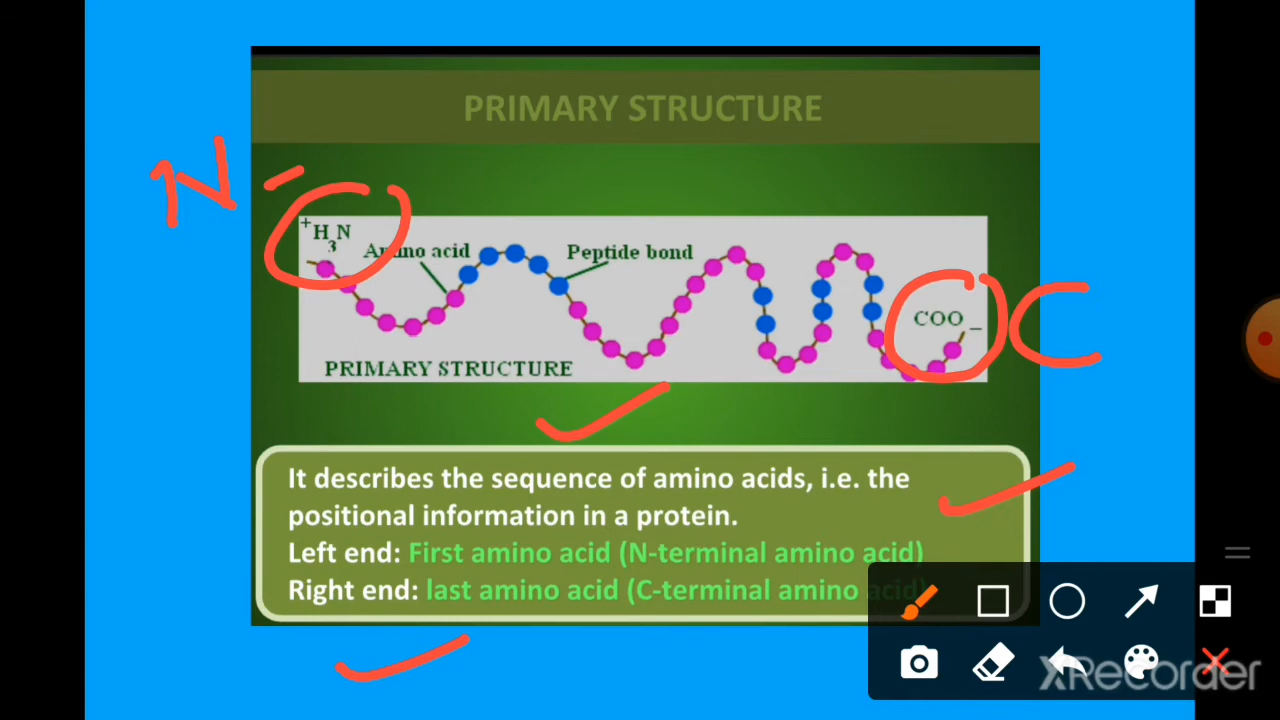 PRIMARY STRUCTURE
N-
+H3N
Amino acid
Peptide bond
COO_
C
PRIMARY STRUCTURE
It describes the sequence of amino acids, i.e. the
positional information in a protein.
Left end: First amino acid (N-terminal amino acid)
Right end: last amino acid (C-terminal amino acid)
XRecorder